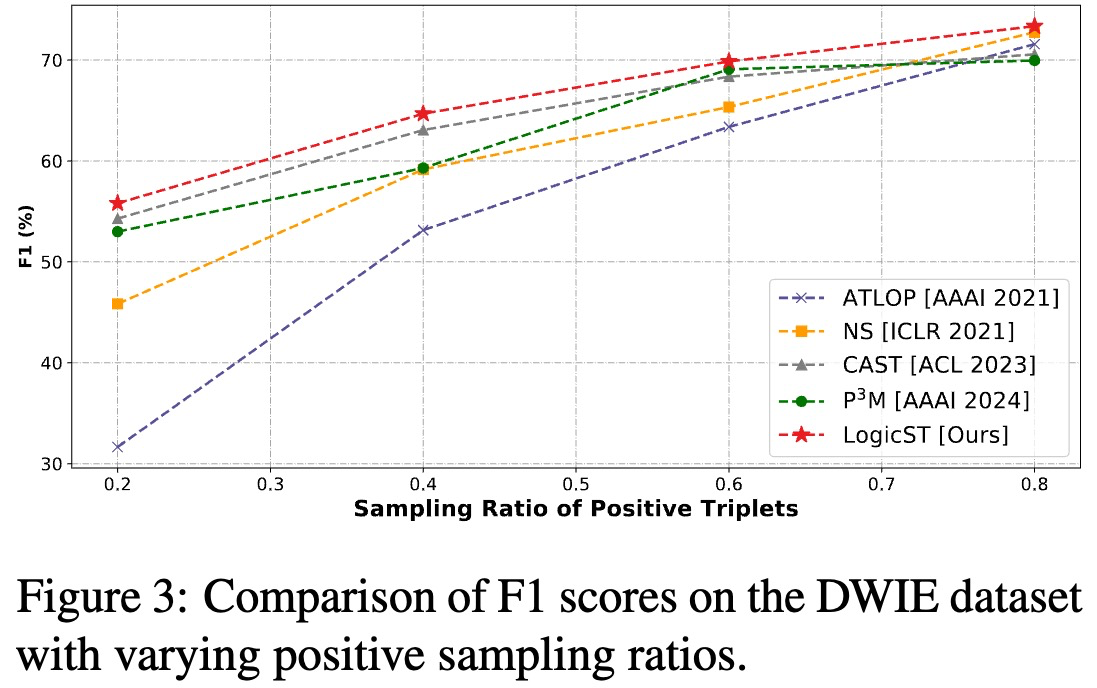 70
60
50
40
30
F1 (%)
0.2 0.3 0.4 0.5 0.6 0.7 0.8
Sampling Ratio of Positive Triplets
ATLOP [AAAI 2021]
NS [ICLR 2021]
CAST [ACL 2023]
P³M [AAAI 2024]
LogicST [Ours]
Figure 3: Comparison of F1 scores on the DWIE dataset
with varying positive sampling ratios.